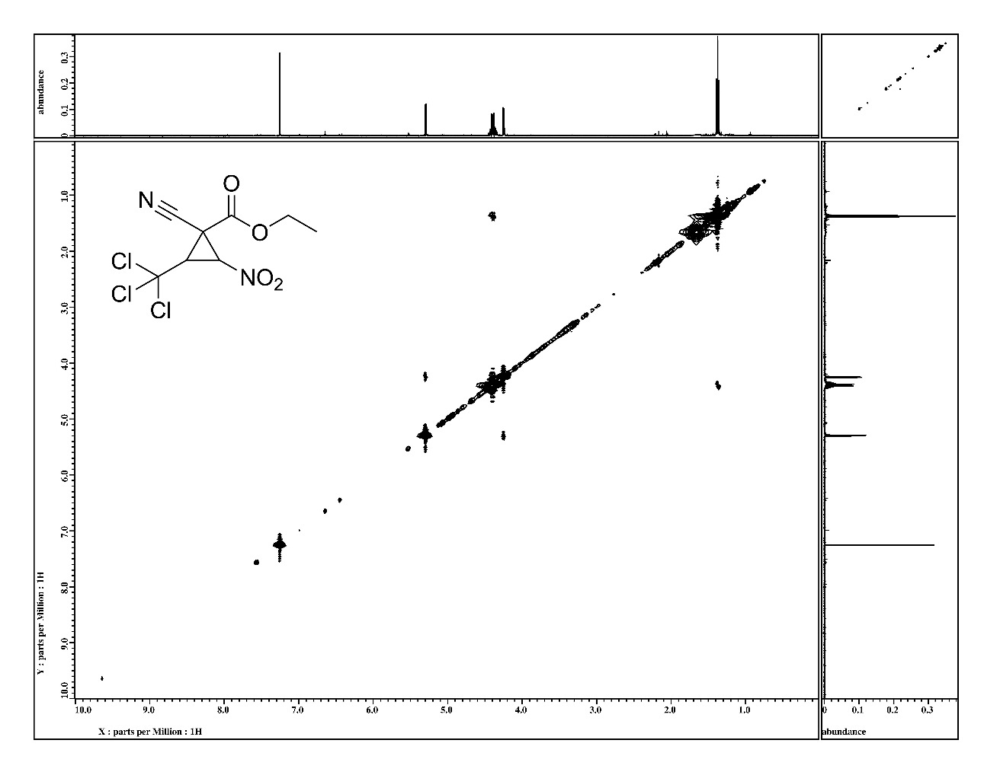 abundance
0 0.1 0.2 0.3
N
O
O
Cl
Cl
Cl
NO2
1.0
2.0
3.0
4.0
5.0
6.0
7.0
8.0
9.0
10.0
Y : parts per Million : 1H
10.0 9.0 8.0 7.0 6.0 5.0 4.0 3.0 2.0 1.0
X : parts per Million : 1H
0 0.1 0.2 0.3
abundance